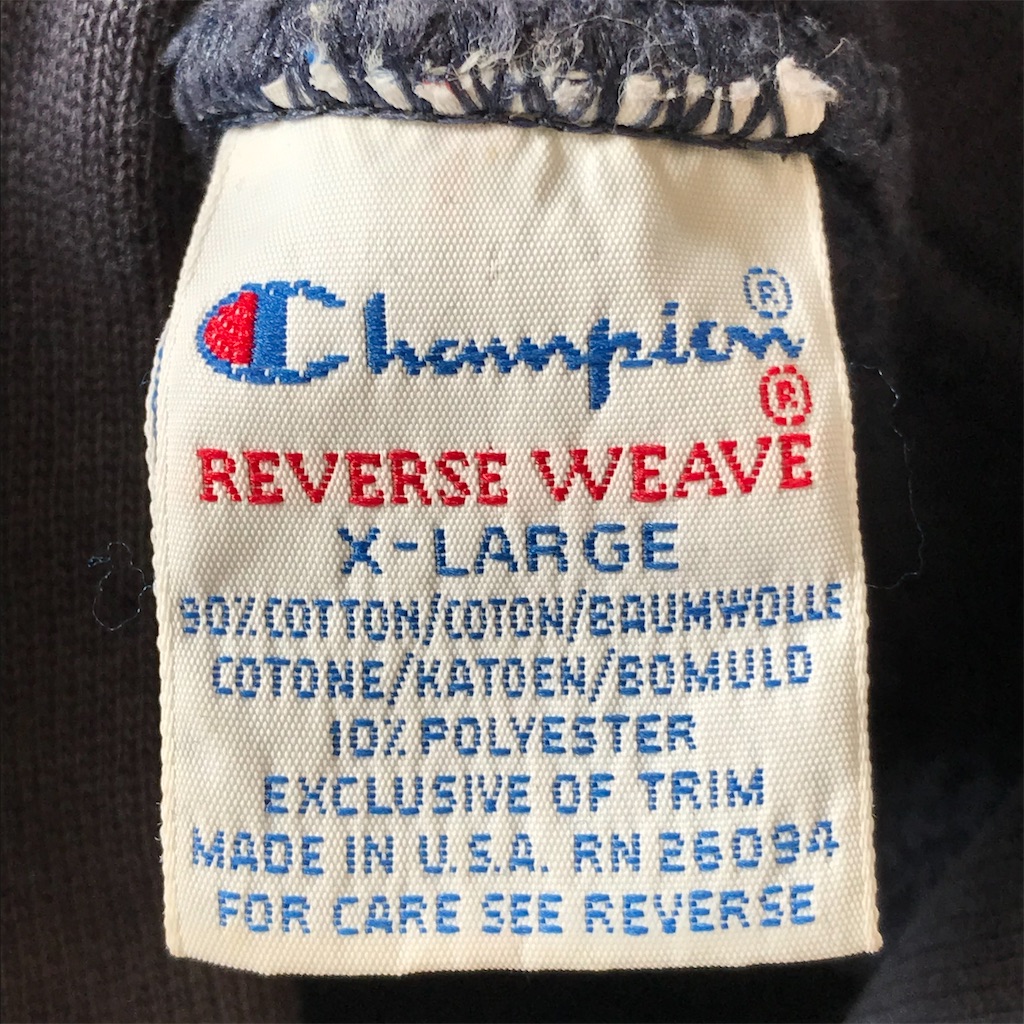 Champion®
REVERSE WEAVE®
X-LARGE
90% COTTON/COTON/BAUMWOLLE
COTONE/KATOEN/BOMULD
10% POLYESTER
EXCLUSIVE OF TRIM
MADE IN U.S.A. RN 26094
FOR CARE SEE REVERSE